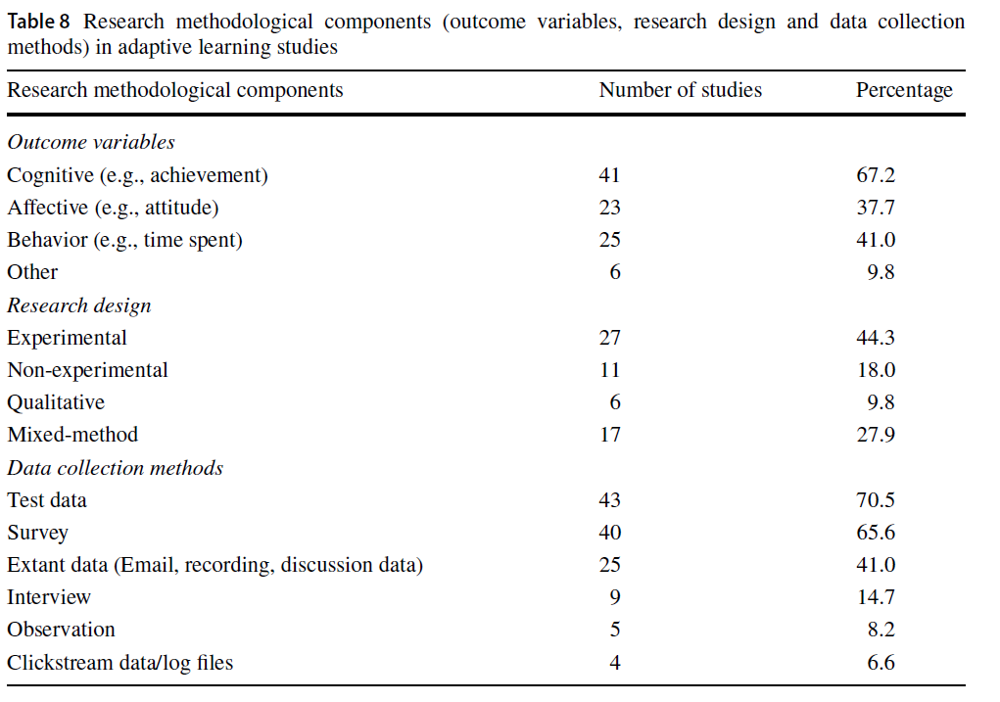 Table 8 Research methodological components (outcome variables, research design and data collection
methods) in adaptive learning studies
Research methodological components Number of studies Percentage
Outcome variables
Cognitive (e.g., achievement) 41 67.2
Affective (e.g., attitude) 23 37.7
Behavior (e.g., time spent) 25 41.0
Other 6 9.8
Research design
Experimental 27 44.3
Non-experimental 11 18.0
Qualitative 6 9.8
Mixed-method 17 27.9
Data collection methods
Test data 43 70.5
Survey 40 65.6
Extant data (Email, recording, discussion data) 25 41.0
Interview 9 14.7
Observation 5 8.2
Clickstream data/log files 4 6.6